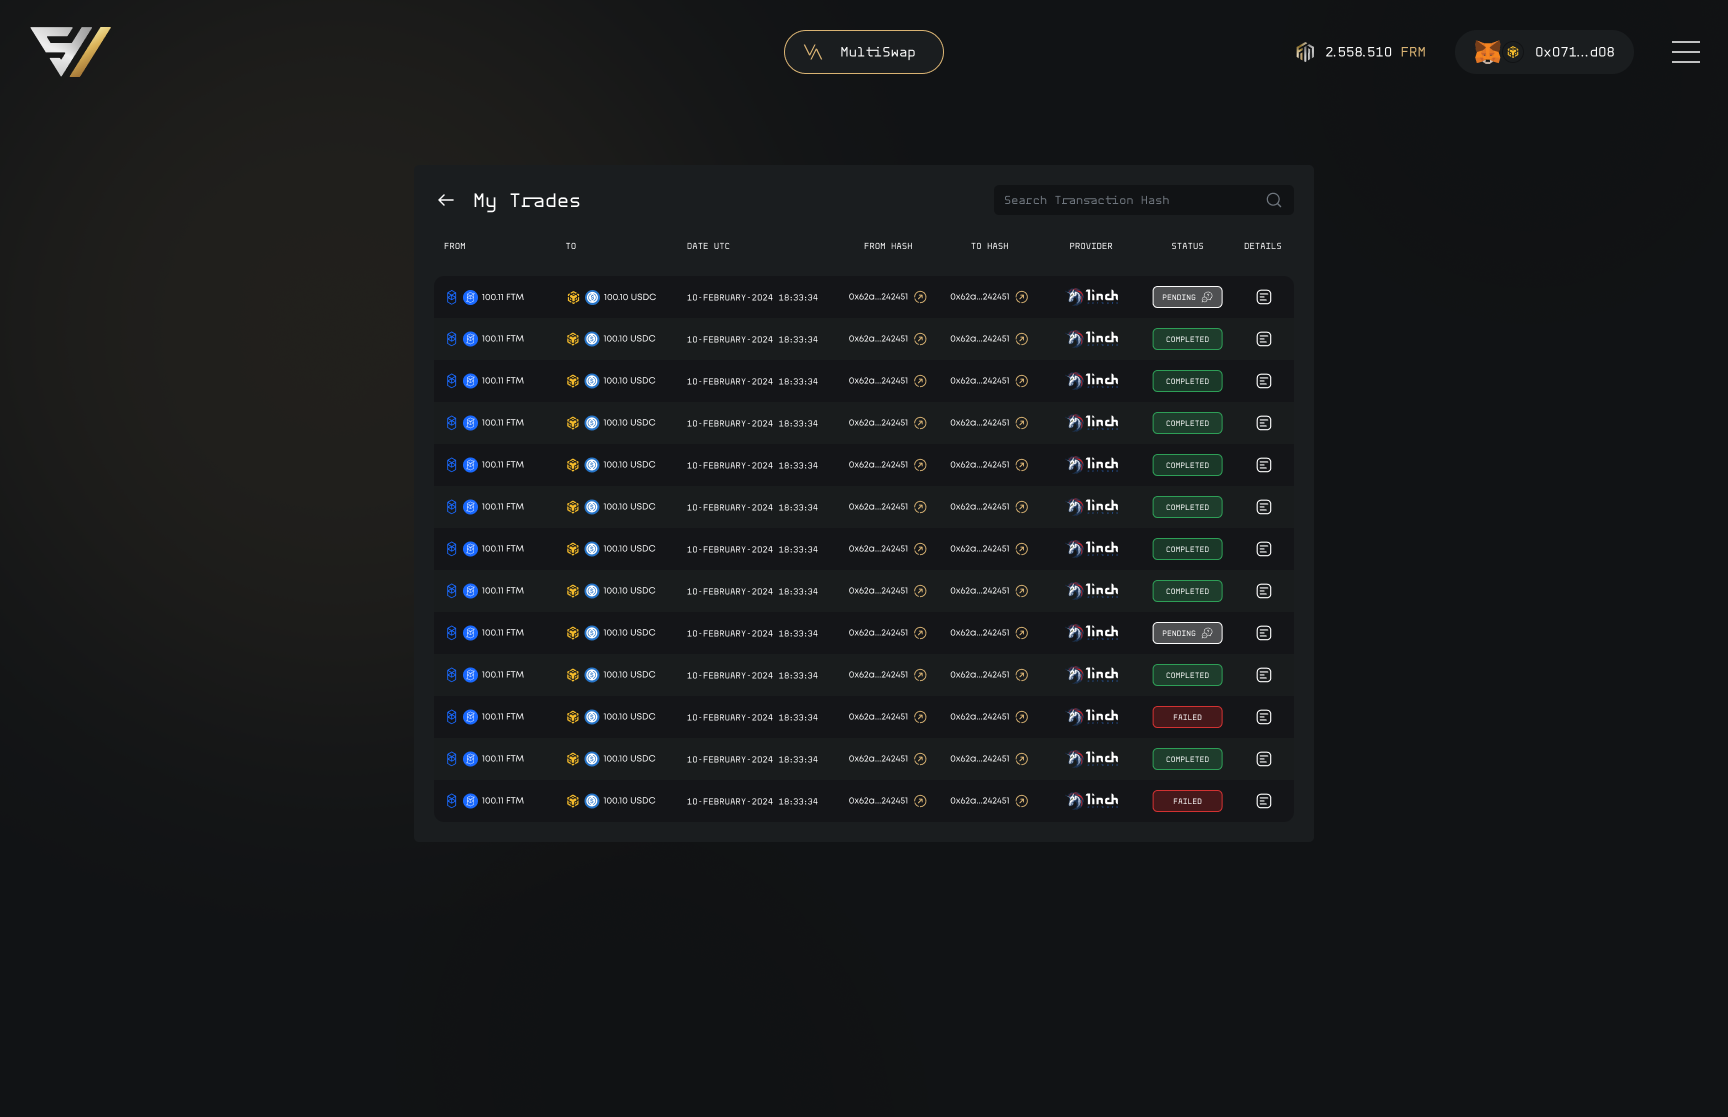 MultiSwap
2.558.510 FRM
0x071...d08
My Trades
Search Transaction Hash
FROM TO DATE UTC FROM HASH TO HASH PROVIDER STATUS DETAILS
100.11 FTM 100.10 USDC 10-FEBRUARY-2024 18:33:34 0x62a...242451 0x62a...242451 1inch PENDING
100.11 FTM 100.10 USDC 10-FEBRUARY-2024 18:33:34 0x62a...242451 0x62a...242451 1inch COMPLETED
100.11 FTM 100.10 USDC 10-FEBRUARY-2024 18:33:34 0x62a...242451 0x62a...242451 1inch COMPLETED
100.11 FTM 100.10 USDC 10-FEBRUARY-2024 18:33:34 0x62a...242451 0x62a...242451 1inch COMPLETED
100.11 FTM 100.10 USDC 10-FEBRUARY-2024 18:33:34 0x62a...242451 0x62a...242451 1inch COMPLETED
100.11 FTM 100.10 USDC 10-FEBRUARY-2024 18:33:34 0x62a...242451 0x62a...242451 1inch COMPLETED
100.11 FTM 100.10 USDC 10-FEBRUARY-2024 18:33:34 0x62a...242451 0x62a...242451 1inch COMPLETED
100.11 FTM 100.10 USDC 10-FEBRUARY-2024 18:33:34 0x62a...242451 0x62a...242451 1inch COMPLETED
100.11 FTM 100.10 USDC 10-FEBRUARY-2024 18:33:34 0x62a...242451 0x62a...242451 1inch PENDING
100.11 FTM 100.10 USDC 10-FEBRUARY-2024 18:33:34 0x62a...242451 0x62a...242451 1inch COMPLETED
100.11 FTM 100.10 USDC 10-FEBRUARY-2024 18:33:34 0x62a...242451 0x62a...242451 1inch FAILED
100.11 FTM 100.10 USDC 10-FEBRUARY-2024 18:33:34 0x62a...242451 0x62a...242451 1inch COMPLETED
100.11 FTM 100.10 USDC 10-FEBRUARY-2024 18:33:34 0x62a...242451 0x62a...242451 1inch FAILED